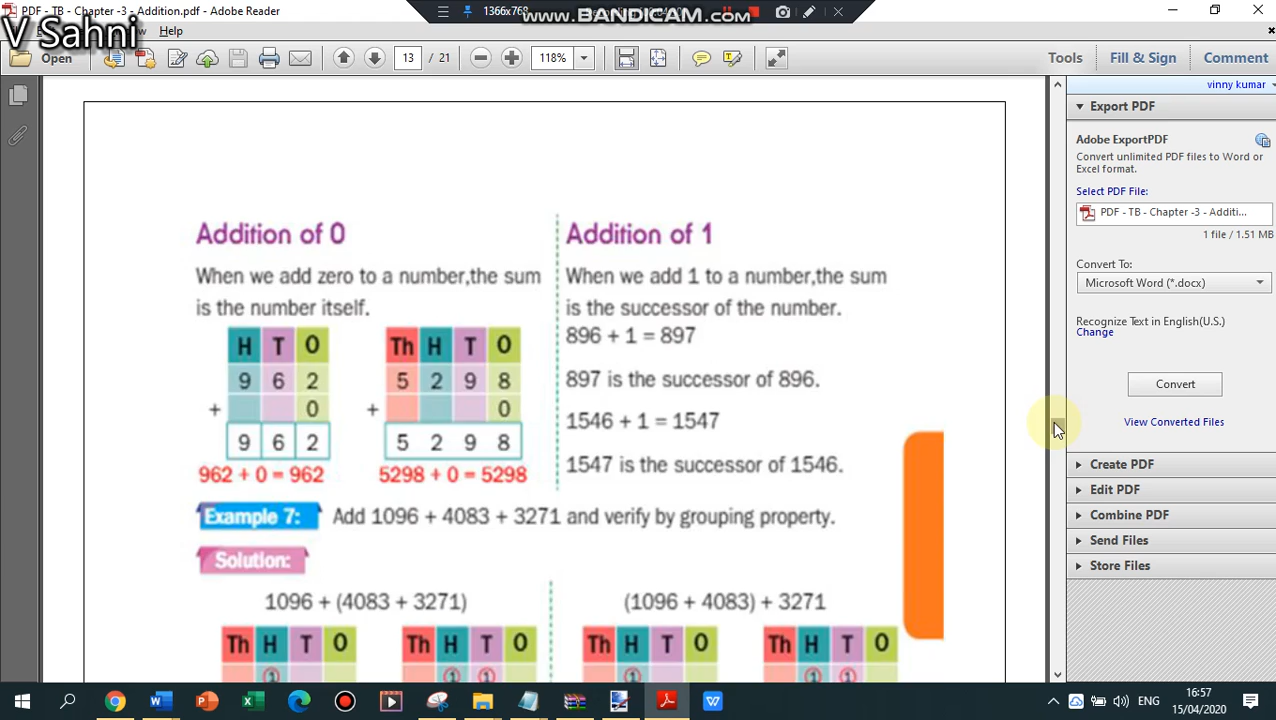 PDF - TB - Chapter -3 - Addition.pdf - Adobe Reader
1366x768
www.BANDICAM.com
V Sahni
Help
Open
13 / 21
118%
Tools
Fill & Sign
Comment
vinny kumar
Export PDF
Adobe ExportPDF
Convert unlimited PDF files to Word or
Excel format.
Select PDF File:
PDF - TB - Chapter -3 - Additi...
1 file / 1.51 MB
Convert To:
Microsoft Word (*.docx)
Recognize Text in English(U.S.)
Change
Convert
View Converted Files
Create PDF
Edit PDF
Combine PDF
Send Files
Store Files
Addition of 0
When we add zero to a number,the sum
is the number itself.
H T O
9 6 2
+ 0
9 6 2
962 + 0 = 962
Th H T O
5 2 9 8
+ 0
5 2 9 8
5298 + 0 = 5298
Addition of 1
When we add 1 to a number,the sum
is the successor of the number.
896 + 1 = 897
897 is the successor of 896.
1546 + 1 = 1547
1547 is the successor of 1546.
Example 7: Add 1096 + 4083 + 3271 and verify by grouping property.
Solution:
1096 + (4083 + 3271)
(1096 + 4083) + 3271
Th H T O
Th H T O
Th H T O
Th H T O
① ① ① ① ① ①
ENG
16:57
15/04/2020